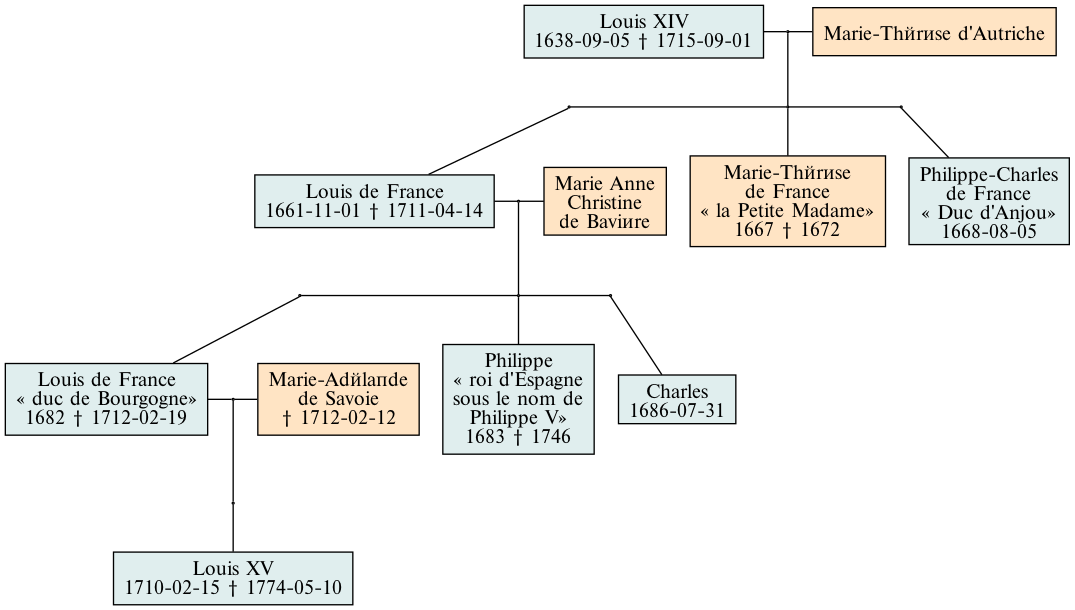 Louis XIV
1638-09-05 † 1715-09-01
Marie-Thйrиse d'Autriche
Louis de France
1661-11-01 † 1711-04-14
Marie Anne
Christine
de Baviиre
Marie-Thйrиse
de France
« la Petite Madame»
1667 † 1672
Philippe-Charles
de France
« Duc d'Anjou»
1668-08-05
Louis de France
« duc de Bourgogne»
1682 † 1712-02-19
Marie-Adйlaпde
de Savoie
† 1712-02-12
Philippe
« roi d'Espagne
sous le nom de
Philippe V»
1683 † 1746
Charles
1686-07-31
Louis XV
1710-02-15 † 1774-05-10